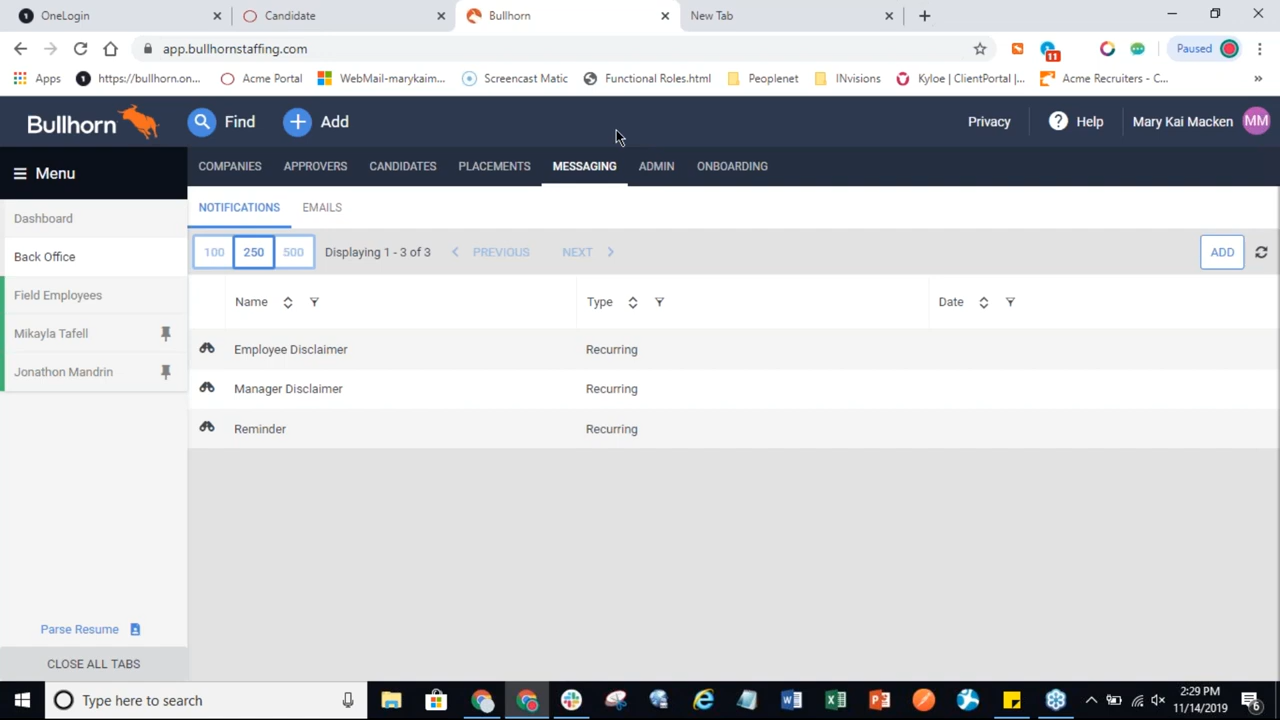 OneLogin
Candidate
Bullhorn
New Tab
app.bullhornstaffing.com
11
Paused
Apps
https://bullhorn.on...
Acme Portal
WebMail-marykaim...
Screencast Matic
Functional Roles.html
Peoplenet
INvisions
Kyloe | ClientPortal |...
Acme Recruiters - C...
»
Bullhorn
Find
Add
Privacy
Help
Mary Kai Macken
MM
Menu
COMPANIES
APPROVERS
CANDIDATES
PLACEMENTS
MESSAGING
ADMIN
ONBOARDING
Dashboard
Back Office
Field Employees
Mikayla Tafell
Jonathon Mandrin
NOTIFICATIONS
EMAILS
100
250
500
Displaying 1 - 3 of 3
PREVIOUS
NEXT
ADD
Name
Type
Date
Employee Disclaimer
Recurring
Manager Disclaimer
Recurring
Reminder
Recurring
Parse Resume
CLOSE ALL TABS
Type here to search
2:29 PM
11/14/2019
6